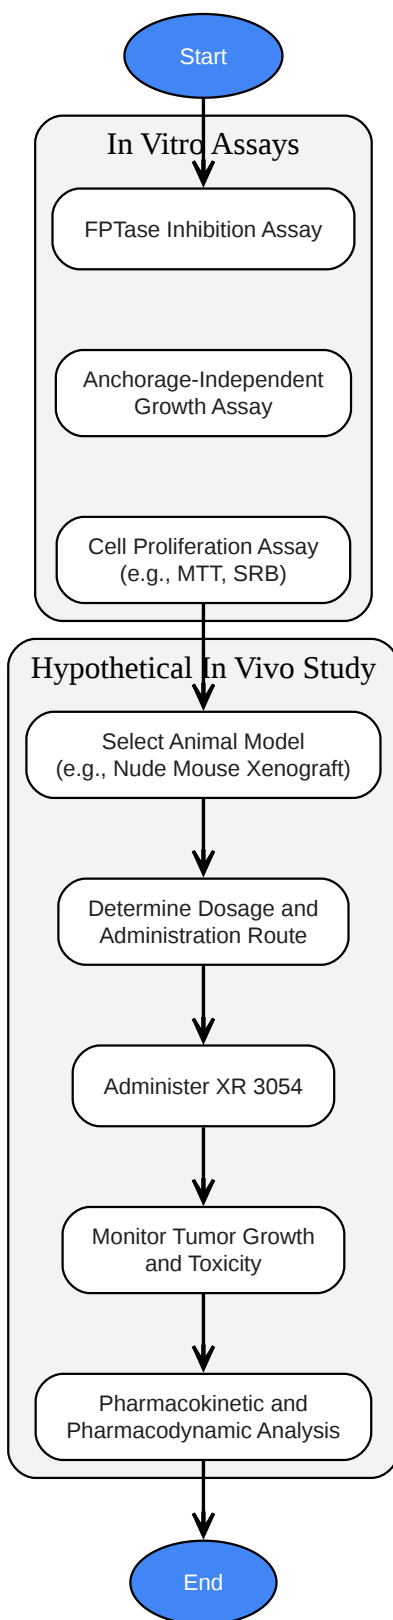 Start
In Vitro Assays
FPTase Inhibition Assay
Anchorage-Independent
Growth Assay
Cell Proliferation Assay
(e.g., MTT, SRB)
Hypothetical In Vivo Study
Select Animal Model
(e.g., Nude Mouse Xenograft)
Determine Dosage and
Administration Route
Administer XR 3054
Monitor Tumor Growth
and Toxicity
Pharmacokinetic and
Pharmacodynamic Analysis
End